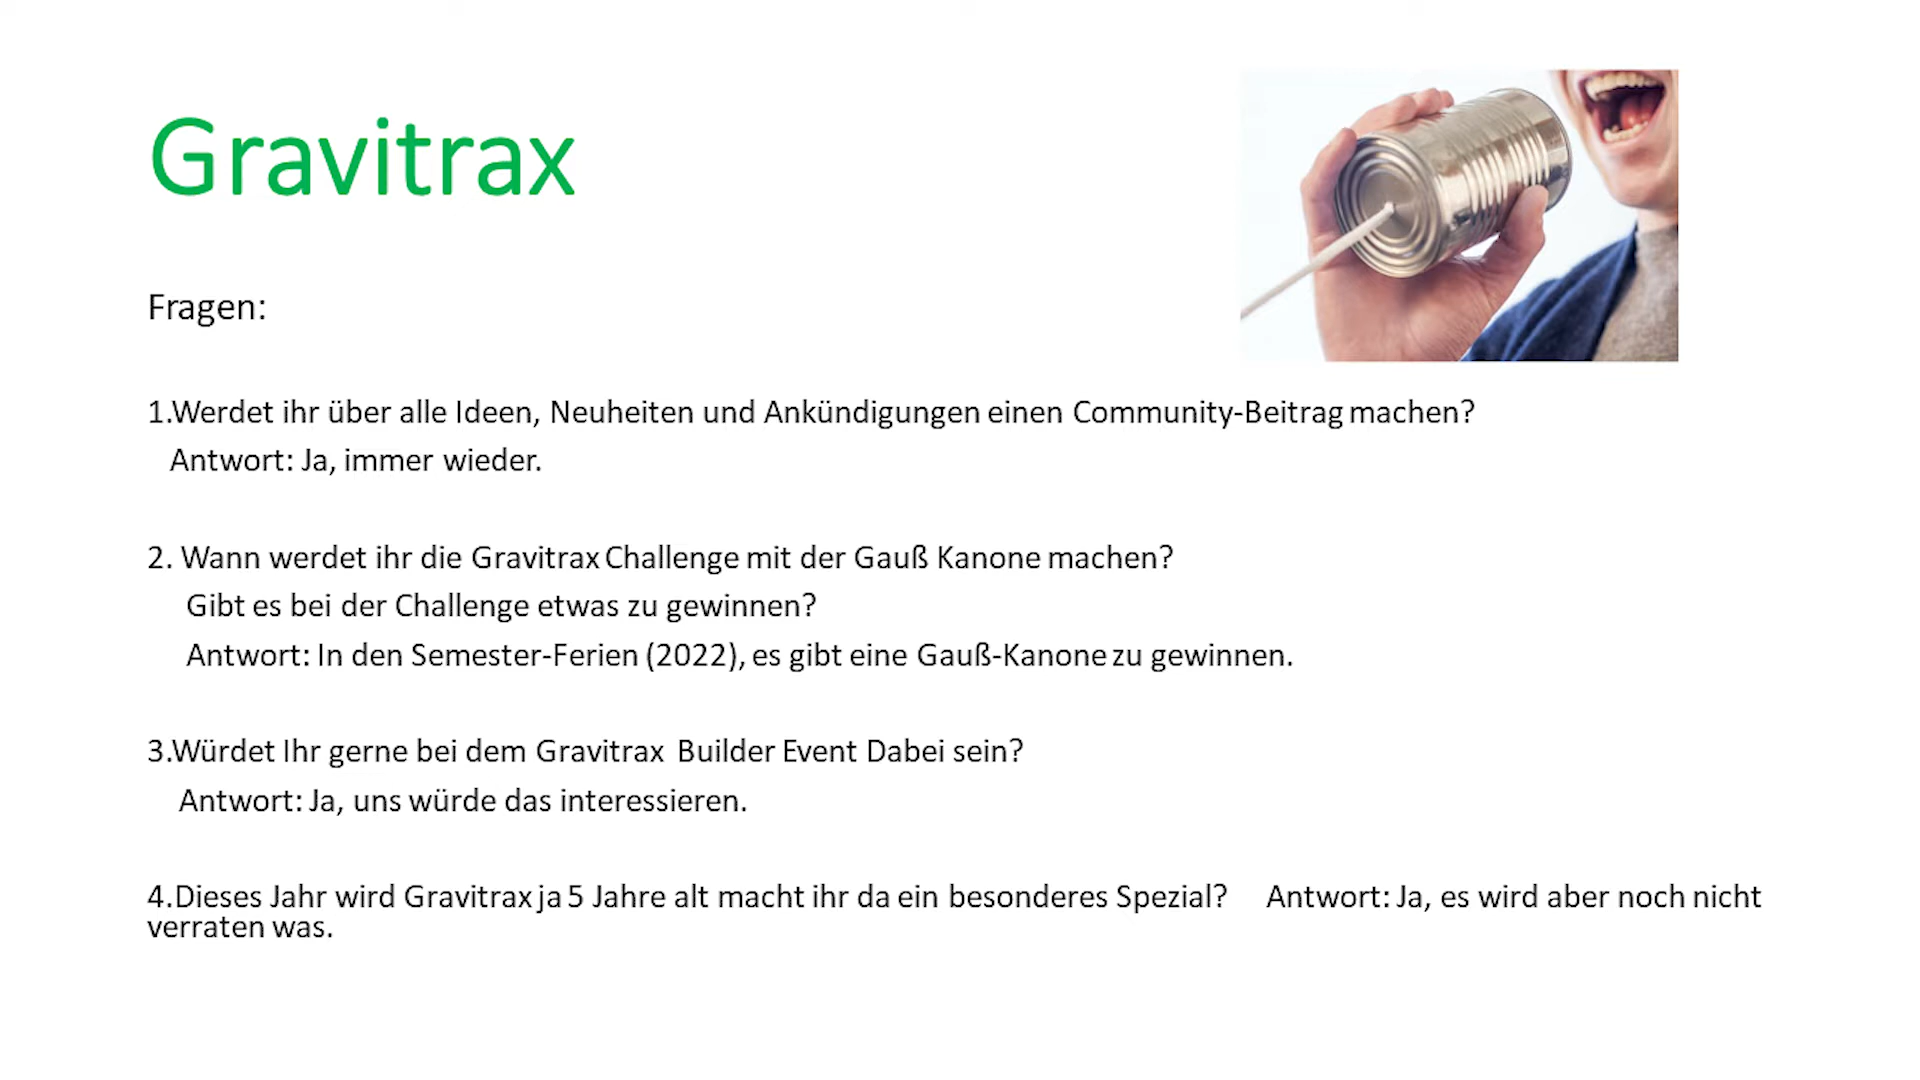 Gravitrax
Fragen:
1.Werdet ihr über alle Ideen, Neuheiten und Ankündigungen einen Community-Beitrag machen?
Antwort: Ja, immer wieder.
2. Wann werdet ihr die Gravitrax Challenge mit der Gauß Kanone machen?
Gibt es bei der Challenge etwas zu gewinnen?
Antwort: In den Semester-Ferien (2022), es gibt eine Gauß-Kanone zu gewinnen.
3.Würdet Ihr gerne bei dem Gravitrax Builder Event Dabei sein?
Antwort: Ja, uns würde das interessieren.
4.Dieses Jahr wird Gravitrax ja 5 Jahre alt macht ihr da ein besonderes Spezial? Antwort: Ja, es wird aber noch nicht
verraten was.